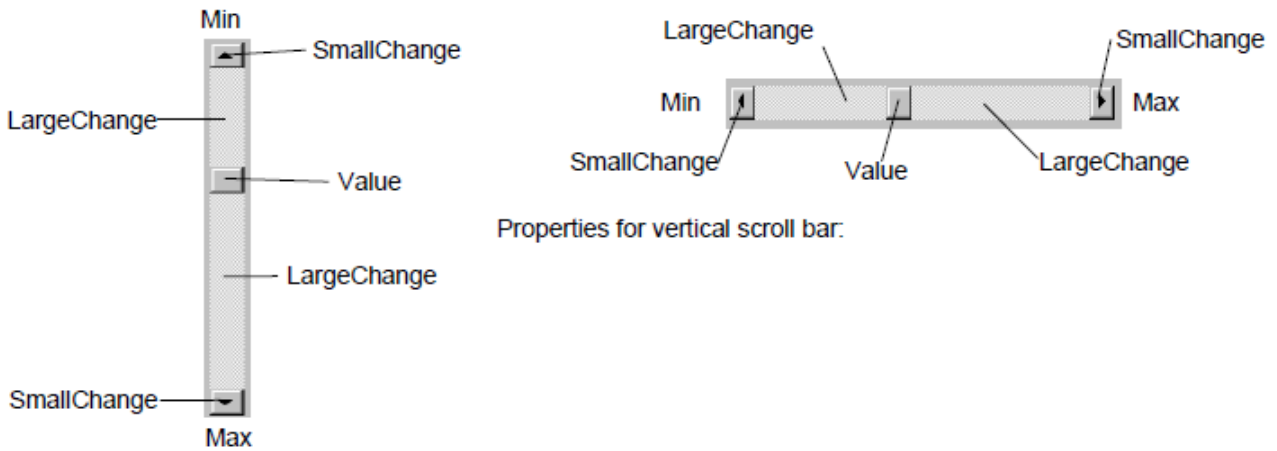 Min
SmallChange
LargeChange
Value
LargeChange
SmallChange
Max
LargeChange
SmallChange
Min
Max
SmallChange
Value
LargeChange
Properties for vertical scroll bar: